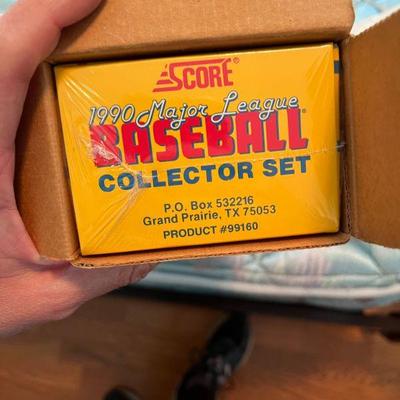 SCORE®
1990 Major League
BASEBALL®
COLLECTOR SET
P.O. Box 532216
Grand Prairie, TX 75053
PRODUCT #99160